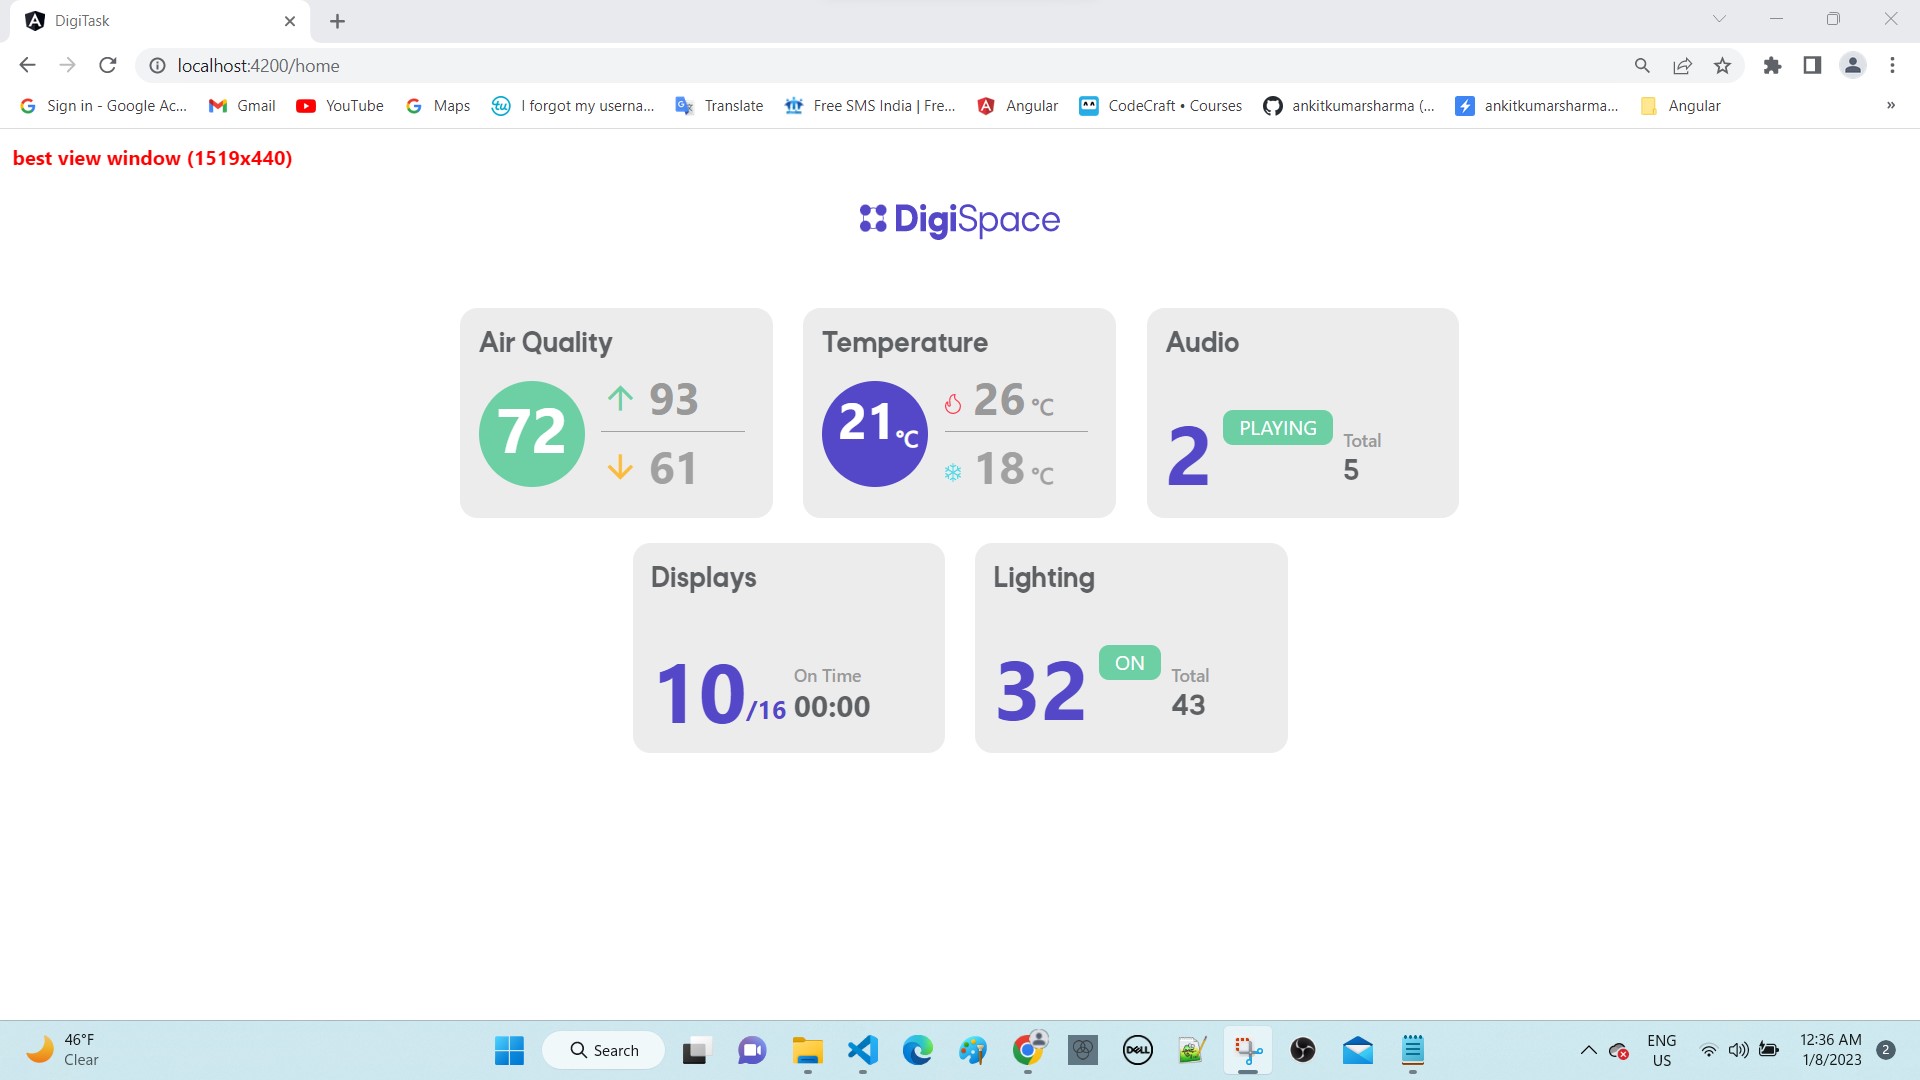 DigiTask
localhost:4200/home
Sign in - Google Ac... Gmail YouTube Maps I forgot my userna... Translate Free SMS India | Fre... Angular CodeCraft • Courses ankitkumarsharma (... ankitkumarsharma... Angular »
best view window (1519x440)
DigiSpace
Air Quality
72
93
61
Temperature
21 °C
26 °C
18 °C
Audio
2 PLAYING
Total
5
Displays
10/16
On Time
00:00
Lighting
32 ON
Total
43
46°F
Clear
Search
DELL
ENG
US
12:36 AM
1/8/2023
2